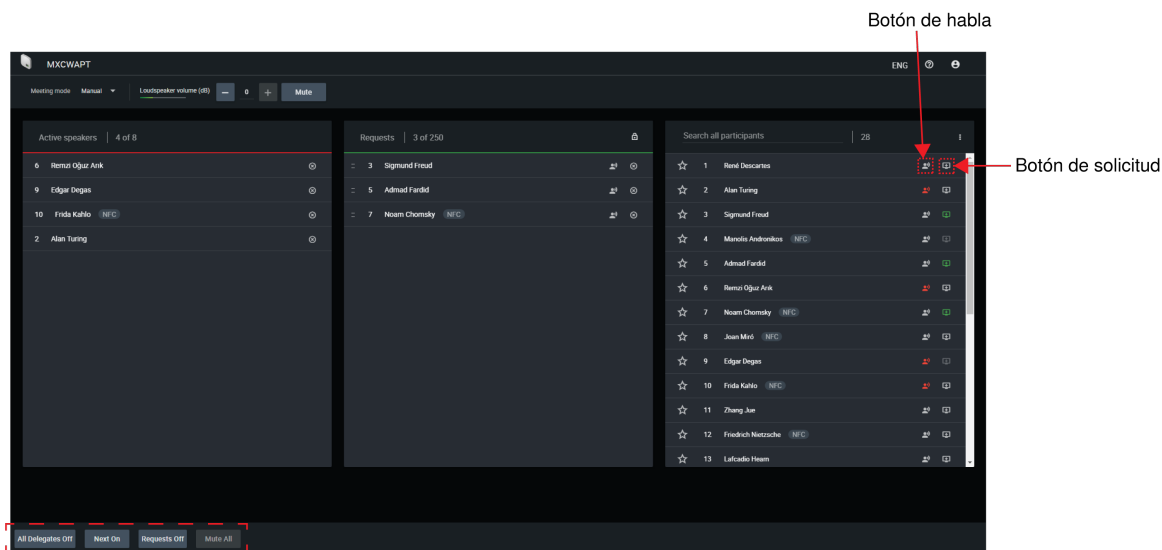 Botón de habla
MXCWAPT ENG
Meeting mode Manual Loudspeaker volume (dB) 0 Mute
Botón de solicitud
Active speakers 4 of 8
6 Remzi Oğuz Arık
9 Edgar Degas
10 Frida Kahlo NFC
2 Alan Turing
Requests 3 of 250
3 Sigmund Freud
5 Admad Fardid
7 Noam Chomsky NFC
Search all participants 28
1 René Descartes
2 Alan Turing
3 Sigmund Freud
4 Manolis Andronikos NFC
5 Admad Fardid
6 Remzi Oğuz Arık
7 Noam Chomsky NFC
8 Joan Miró NFC
9 Edgar Degas
10 Frida Kahlo NFC
11 Zhang Jue
12 Friedrich Nietzsche NFC
13 Lafcadio Hearn
All Delegates Off Next On Requests Off Mute All